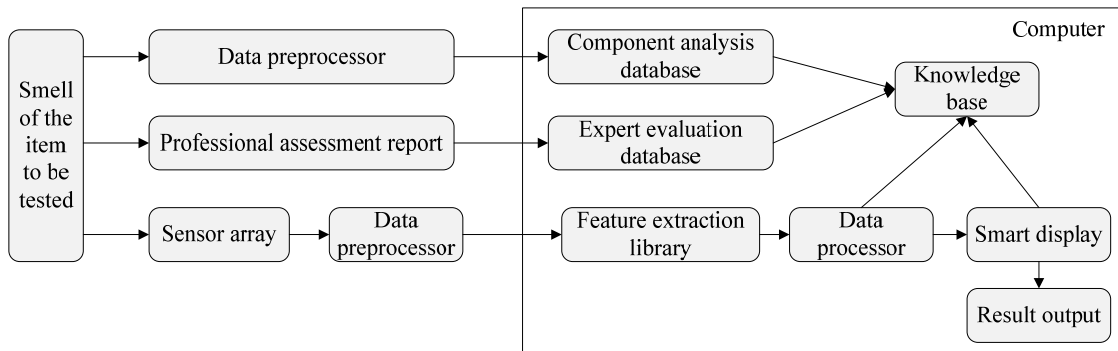 Computer
Smell
of the
item
to be
tested
Data preprocessor
Component analysis
database
Knowledge
base
Professional assessment report
Expert evaluation
database
Sensor array
Data
preprocessor
Feature extraction
library
Data
processor
Smart display
Result output